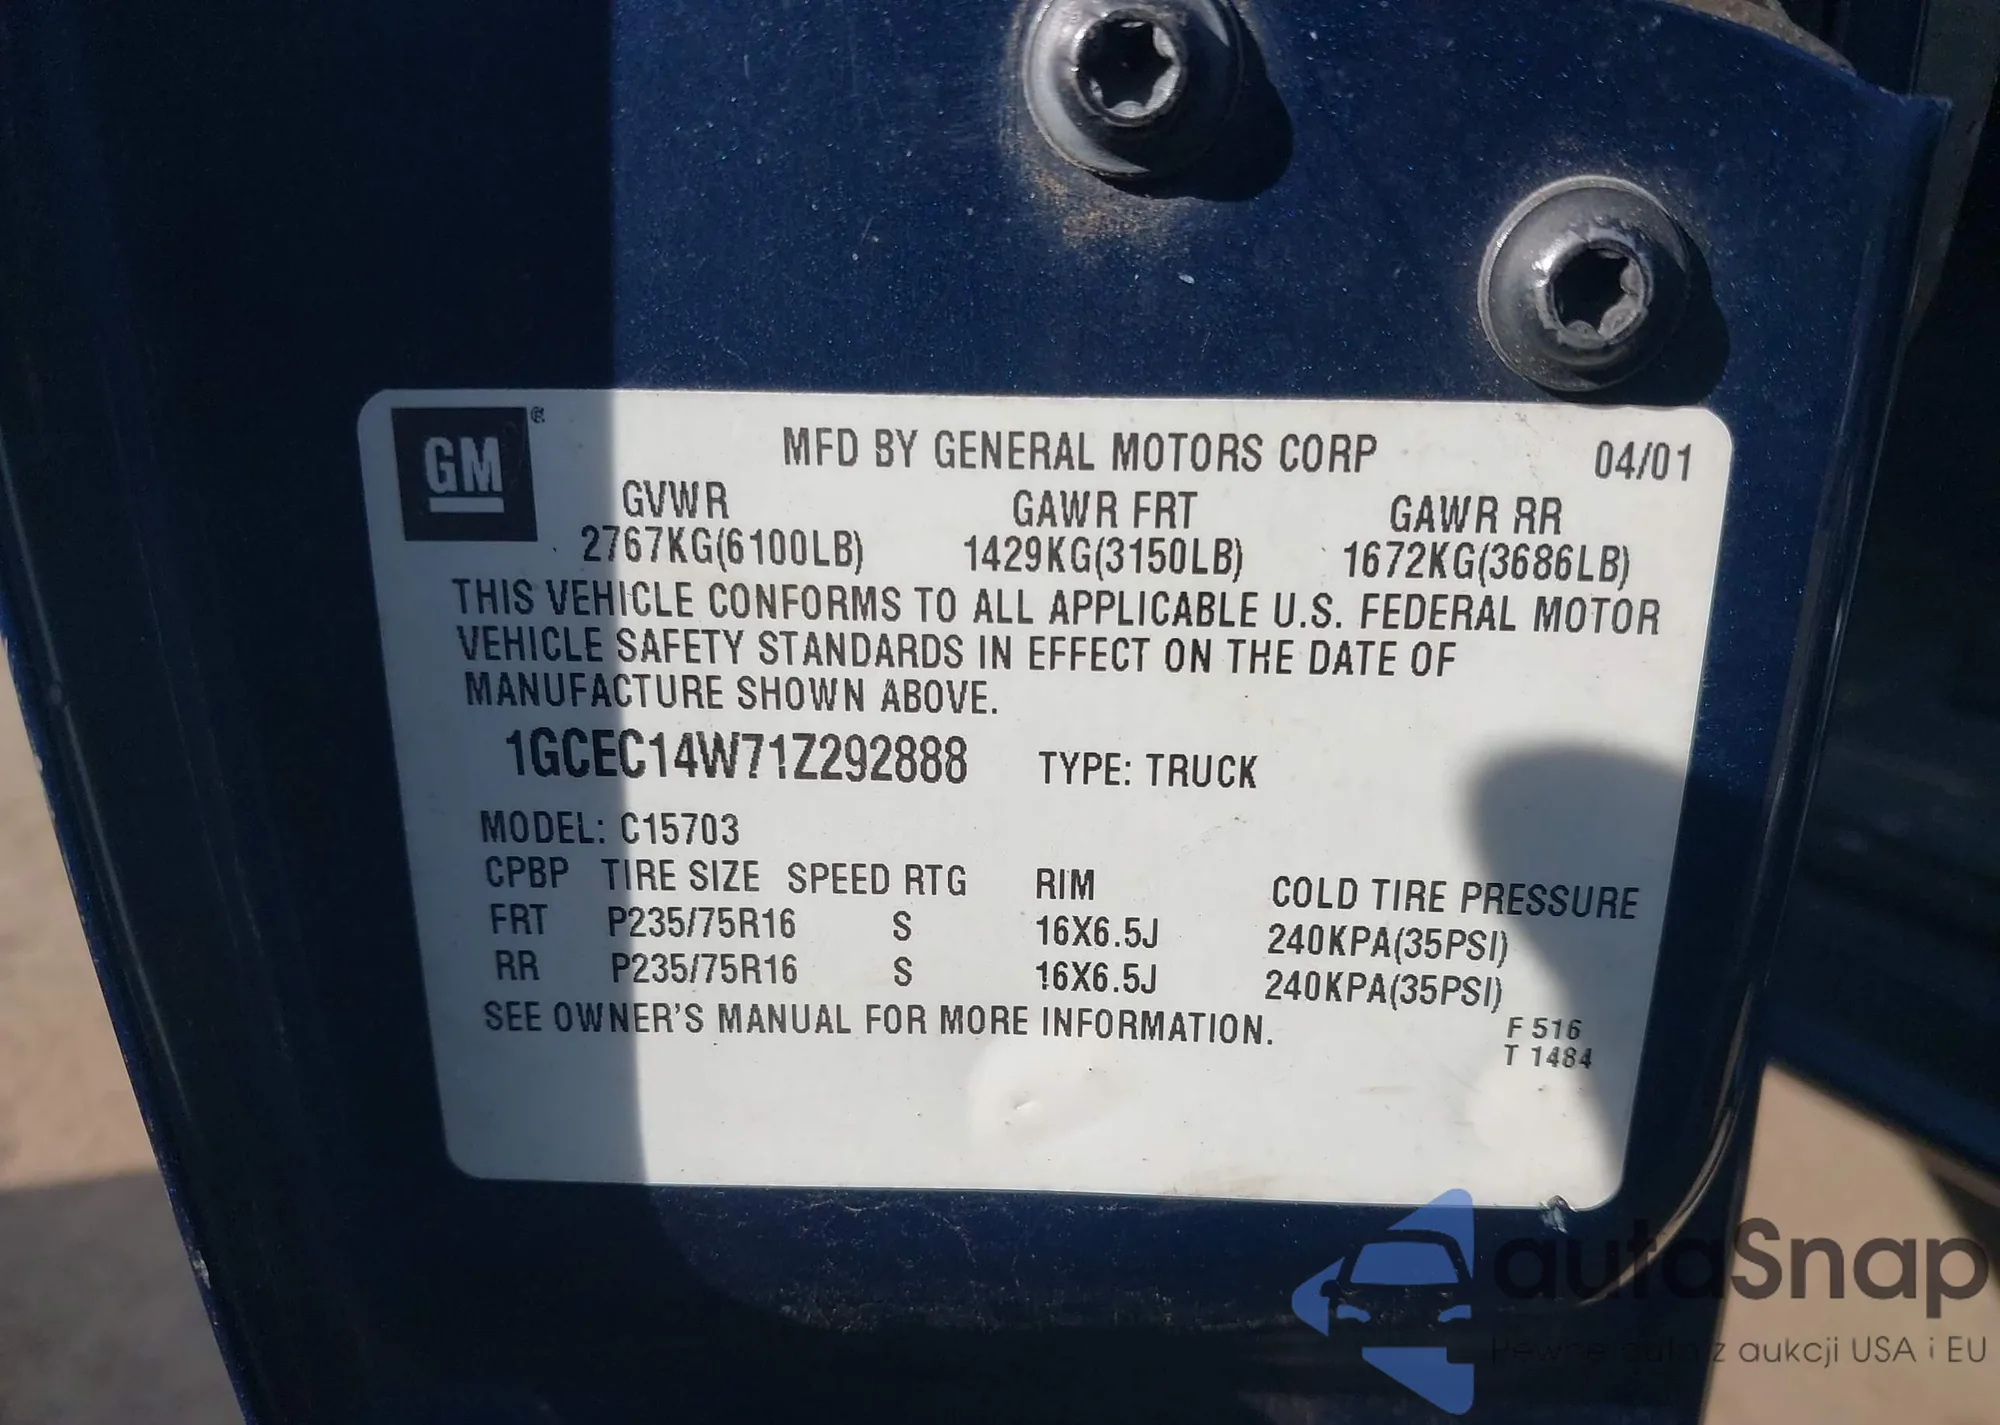 GM ®
MFD BY GENERAL MOTORS CORP 04/01
GVWR GAWR FRT GAWR RR
2767KG(6100LB) 1429KG(3150LB) 1672KG(3686LB)
THIS VEHICLE CONFORMS TO ALL APPLICABLE U.S. FEDERAL MOTOR
VEHICLE SAFETY STANDARDS IN EFFECT ON THE DATE OF
MANUFACTURE SHOWN ABOVE.
1GCEC14W71Z292888 TYPE: TRUCK
MODEL: C15703
CPBP TIRE SIZE SPEED RTG RIM COLD TIRE PRESSURE
FRT P235/75R16 S 16X6.5J 240KPA(35PSI)
RR P235/75R16 S 16X6.5J 240KPA(35PSI)
SEE OWNER'S MANUAL FOR MORE INFORMATION.
F 516
T 1484
autaSnap
Pewne auta z aukcji USA i EU